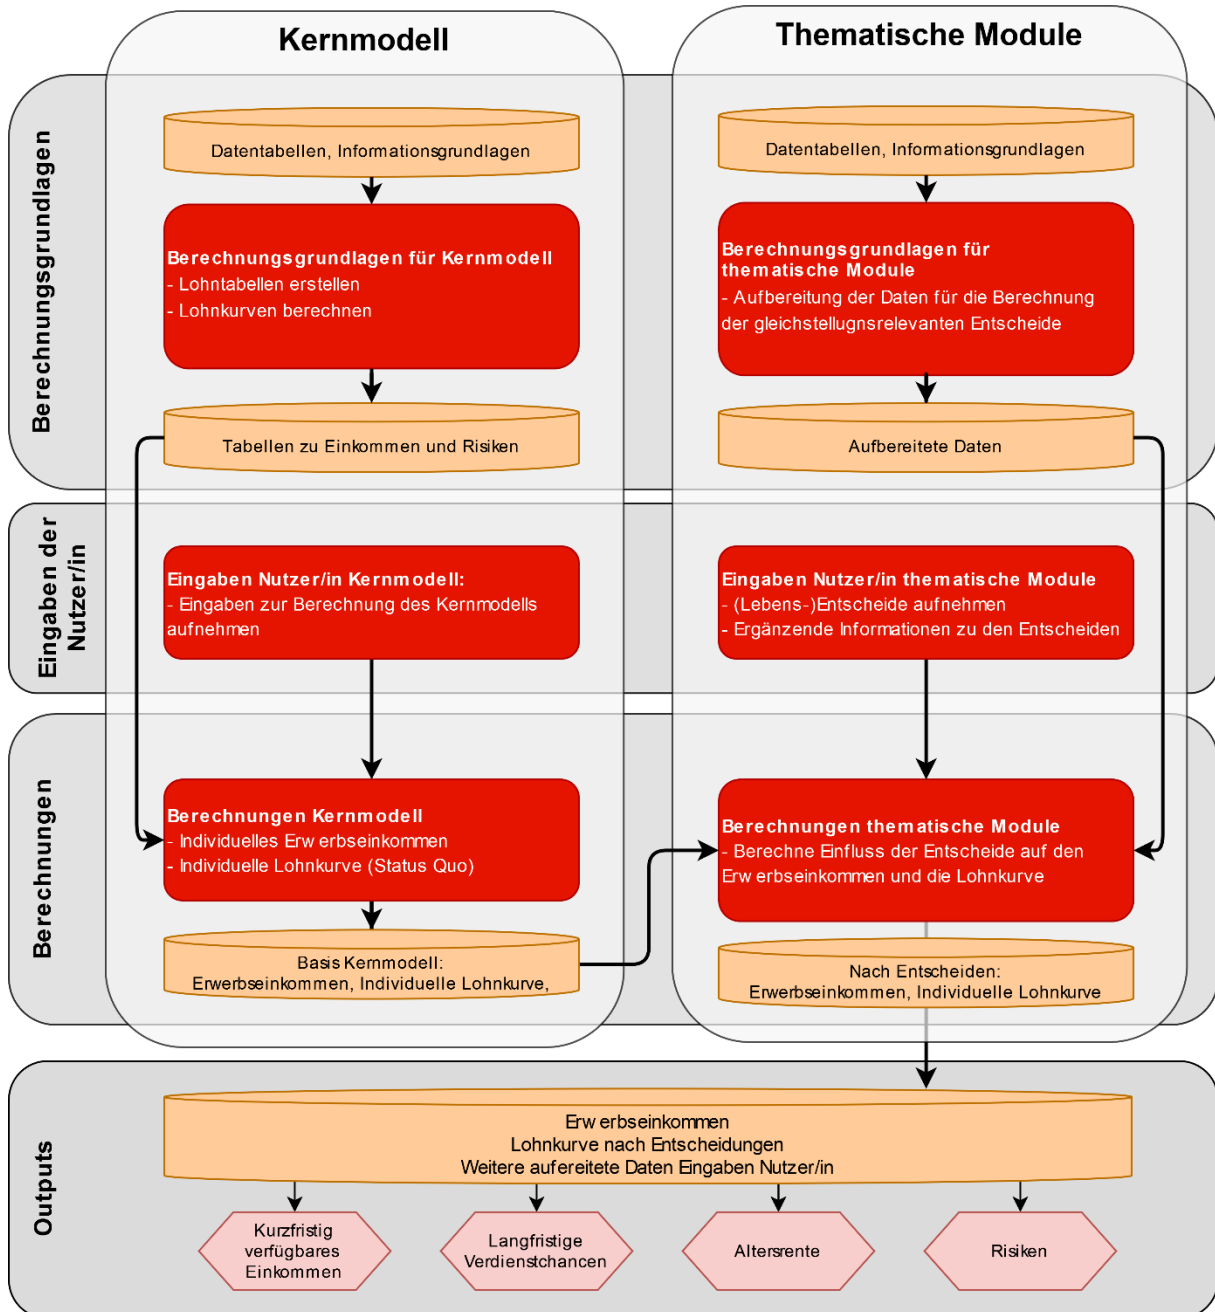 Kernmodell
Thematische Module
Berechnungsgrundlagen
Datentabellen, Informationsgrundlagen
Datentabellen, Informationsgrundlagen
Berechnungsgrundlagen für Kernmodell
- Lohntabellen erstellen
- Lohnkurven berechnen
Berechnungsgrundlagen für
thematische Module
- Aufbereitung der Daten für die Berechnung
der gleichstellugnsrelevanten Entscheide
Tabellen zu Einkommen und Risiken
Aufbereitete Daten
Eingaben der
Nutzer/in
Eingaben Nutzer/in Kernmodell:
- Eingaben zur Berechnung des Kernmodells
aufnehmen
Eingaben Nutzer/in thematische Module
- (Lebens-)Entscheide aufnehmen
- Ergänzende Informationen zu den Entscheiden
Berechnungen
Berechnungen Kernmodell
- Individuelles Erwerbseinkommen
- Individuelle Lohnkurve (Status Quo)
Berechnungen thematische Module
- Berechne Einfluss der Entscheide auf den
Erwerbseinkommen und die Lohnkurve
Basis Kernmodell:
Erwerbseinkommen, Individuelle Lohnkurve,
Nach Entscheiden:
Erwerbseinkommen, Individuelle Lohnkurve
Outputs
Erwerbseinkommen
Lohnkurve nach Entscheidungen
Weitere aufereitete Daten Eingaben Nutzer/in
Kurzfristig
verfügbares
Einkommen
Langfristige
Verdienstchancen
Altersrente
Risiken